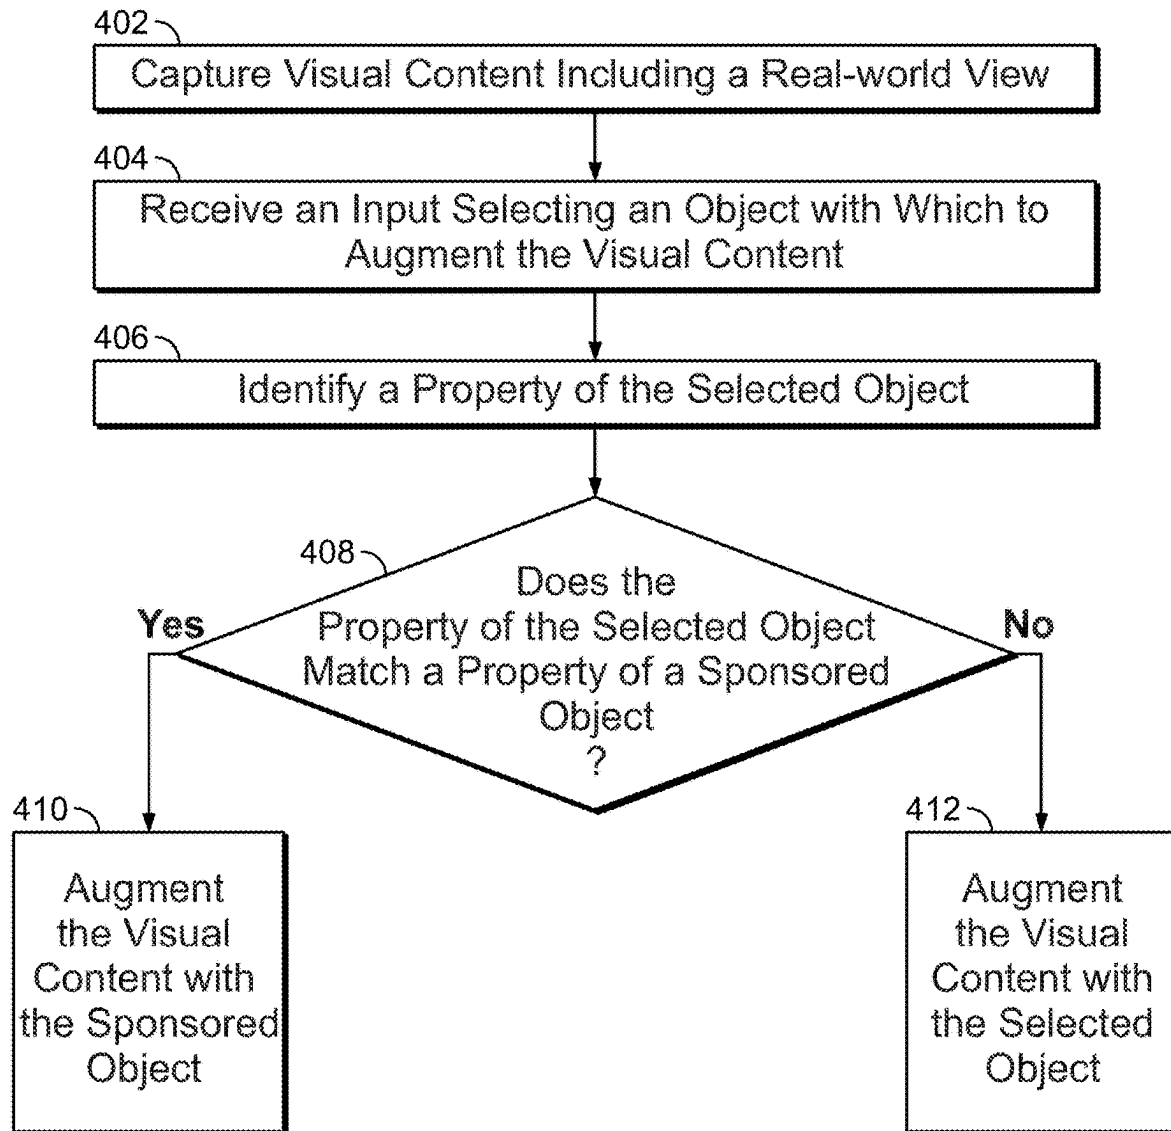 402
Capture Visual Content Including a Real-world View
404
Receive an Input Selecting an Object with Which to
Augment the Visual Content
406
Identify a Property of the Selected Object
408
Does the
Property of the Selected Object
Match a Property of a Sponsored
Object
?
Yes
No
410
Augment
the Visual
Content with
the Sponsored
Object
412
Augment
the Visual
Content with
the Selected
Object